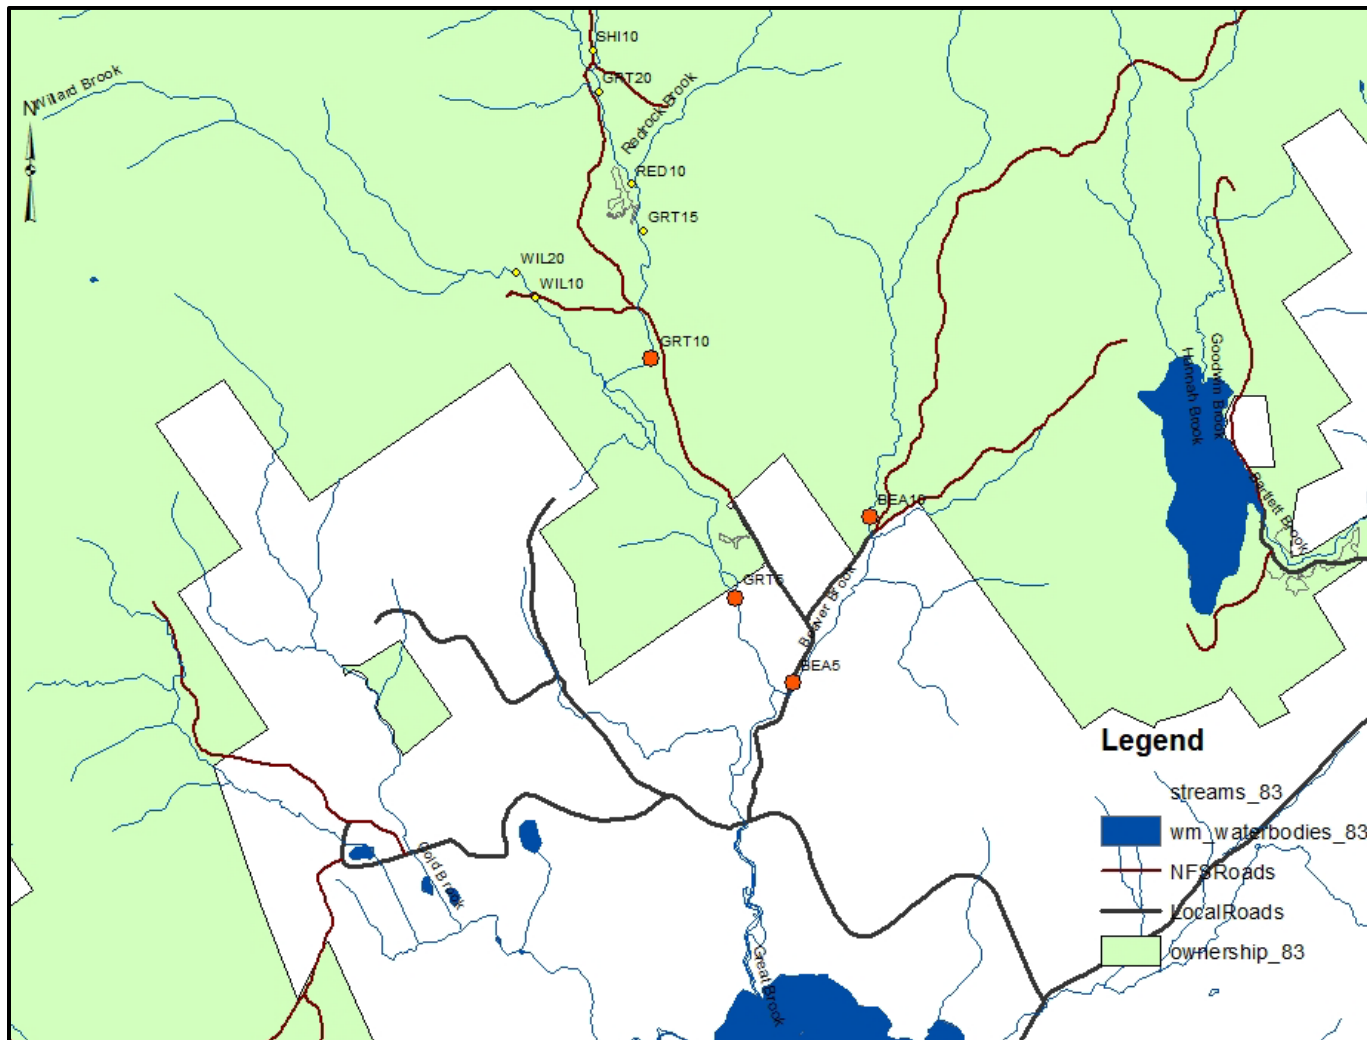 SHI10
Willard Brook
GRT20
N
Redrock Brook
RED10
GRT15
WIL20
WIL10
GRT10
Goodwin Brook
Hannah Brook
Bartlett Brook
BEA10
GRT5
Beaver Brook
BEA5
Legend
streams_83
wm_waterbodies_83
NFSRoads
LocalRoads
ownership_83
Cold Brook
Great Brook